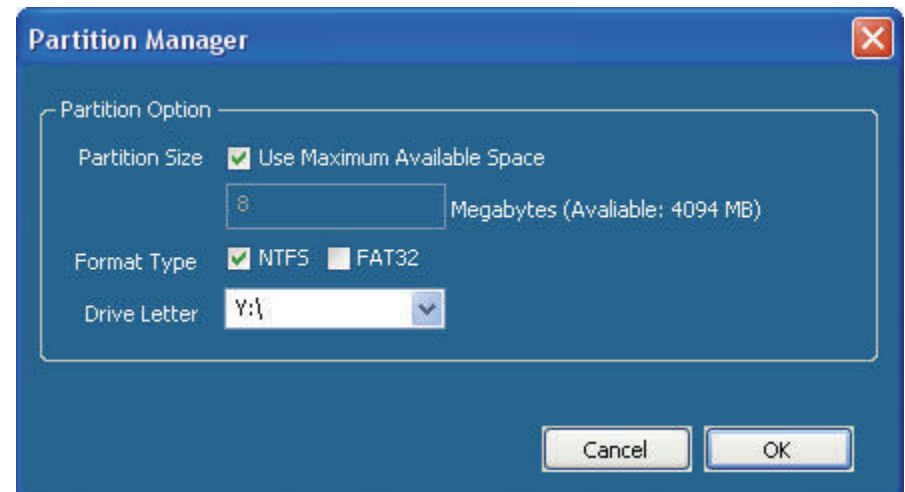 Partition Manager
Partition Option
Partition Size Use Maximum Available Space
8 Megabytes (Avaliable: 4094 MB)
Format Type NTFS FAT32
Drive Letter Y:\
Cancel OK